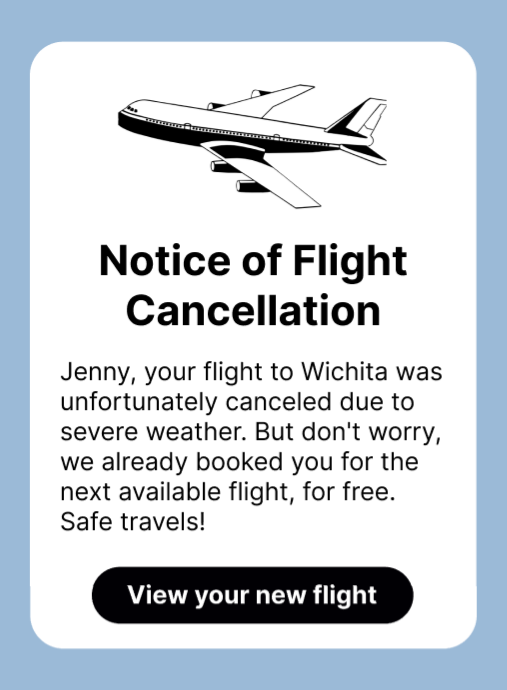 Notice of Flight
Cancellation
Jenny, your flight to Wichita was
unfortunately canceled due to
severe weather. But don't worry,
we already booked you for the
next available flight, for free.
Safe travels!
View your new flight